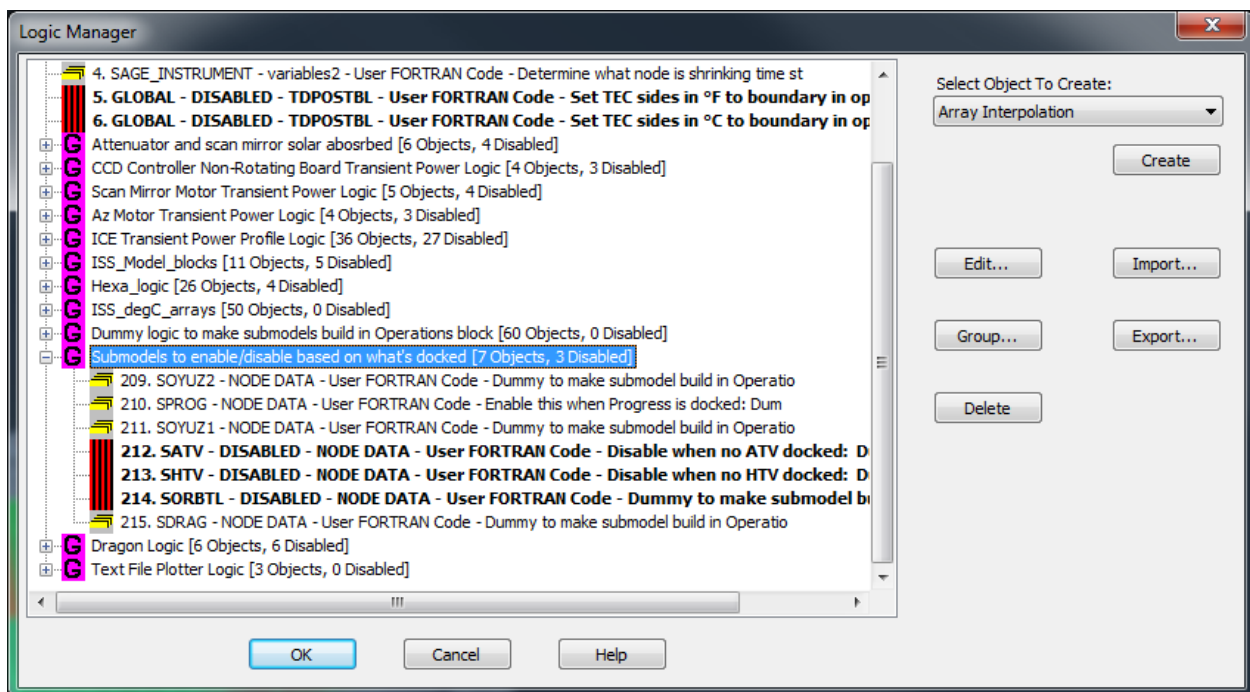 Logic Manager
4. SAGE_INSTRUMENT - variables2 - User FORTRAN Code - Determine what node is shrinking time st
5. GLOBAL - DISABLED - TDPOSTBL - User FORTRAN Code - Set TEC sides in °F to boundary in op
6. GLOBAL - DISABLED - TDPOSTBL - User FORTRAN Code - Set TEC sides in °C to boundary in op
G Attenuator and scan mirror solar abosrbed [6 Objects, 4 Disabled]
G CCD Controller Non-Rotating Board Transient Power Logic [4 Objects, 3 Disabled]
G Scan Mirror Motor Transient Power Logic [5 Objects, 4 Disabled]
G Az Motor Transient Power Logic [4 Objects, 3 Disabled]
G ICE Transient Power Profile Logic [36 Objects, 27 Disabled]
G ISS_Model_blocks [11 Objects, 5 Disabled]
G Hexa_logic [26 Objects, 4 Disabled]
G ISS_degC_arrays [50 Objects, 0 Disabled]
G Dummy logic to make submodels build in Operations block [60 Objects, 0 Disabled]
G Submodels to enable/disable based on what's docked [7 Objects, 3 Disabled]
209. SOYUZ2 - NODE DATA - User FORTRAN Code - Dummy to make submodel build in Operatio
210. SPROG - NODE DATA - User FORTRAN Code - Enable this when Progress is docked: Dum
211. SOYUZ1 - NODE DATA - User FORTRAN Code - Dummy to make submodel build in Operatio
212. SATV - DISABLED - NODE DATA - User FORTRAN Code - Disable when no ATV docked: D
213. SHTV - DISABLED - NODE DATA - User FORTRAN Code - Disable when no HTV docked: D
214. SORBTL - DISABLED - NODE DATA - User FORTRAN Code - Dummy to make submodel b
215. SDRAG - NODE DATA - User FORTRAN Code - Dummy to make submodel build in Operatio
G Dragon Logic [6 Objects, 6 Disabled]
G Text File Plotter Logic [3 Objects, 0 Disabled]
Select Object To Create:
Array Interpolation
Create
Edit... Import...
Group... Export...
Delete
OK Cancel Help